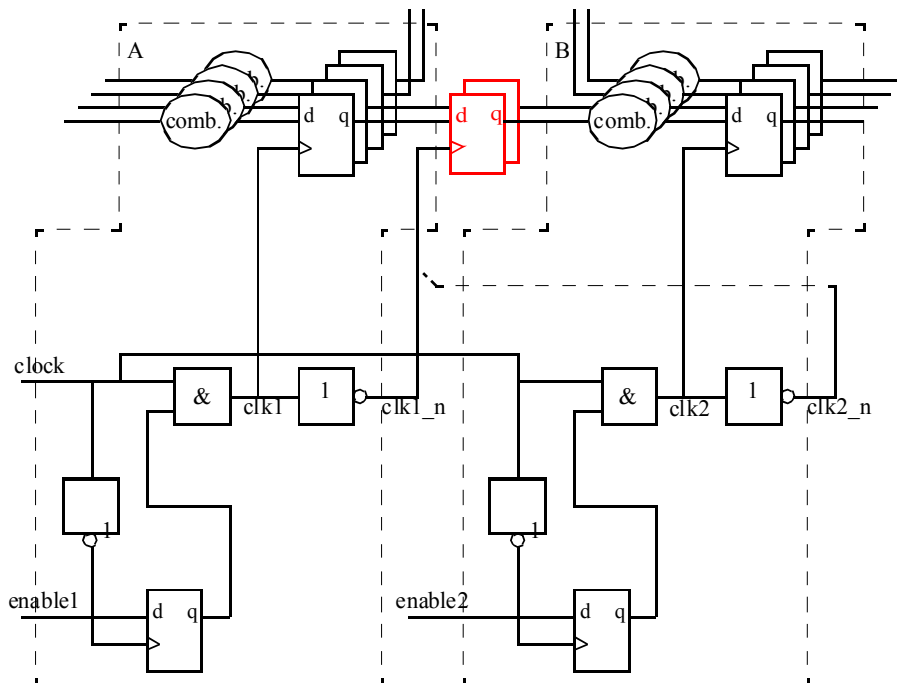 A
B
b.
b.
b.
comb.
d q
d q
b.
b.
b.
comb.
d q
clock
&
clk1
1
clk1_n
&
clk2
1
clk2_n
1
1
enable1
d q
enable2
d q